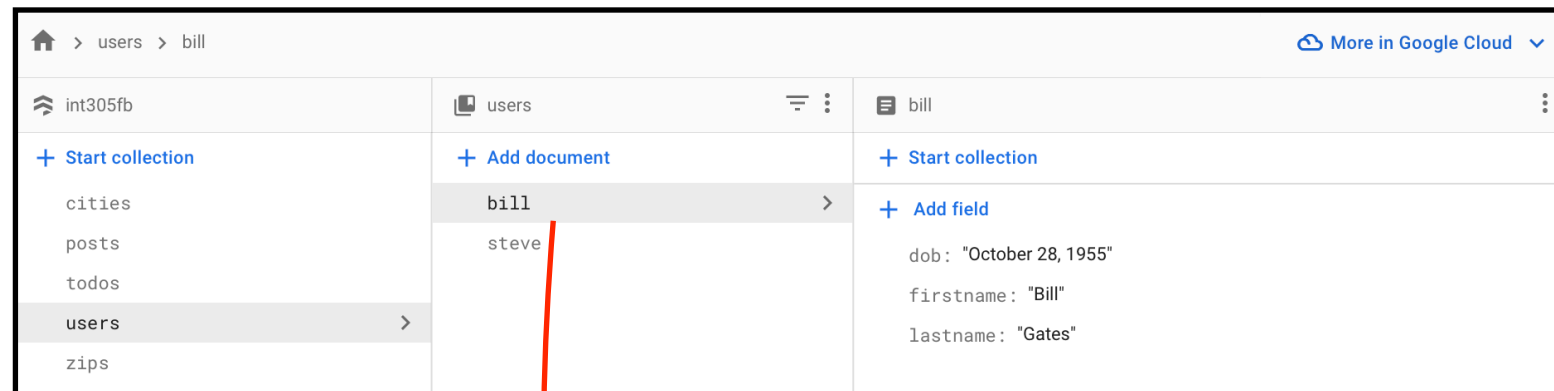 users bill
More in Google Cloud
int305fb
Start collection
cities
posts
todos
users
zips
users
Add document
bill
steve
bill
Start collection
Add field
dob: "October 28, 1955"
firstname: "Bill"
lastname: "Gates"